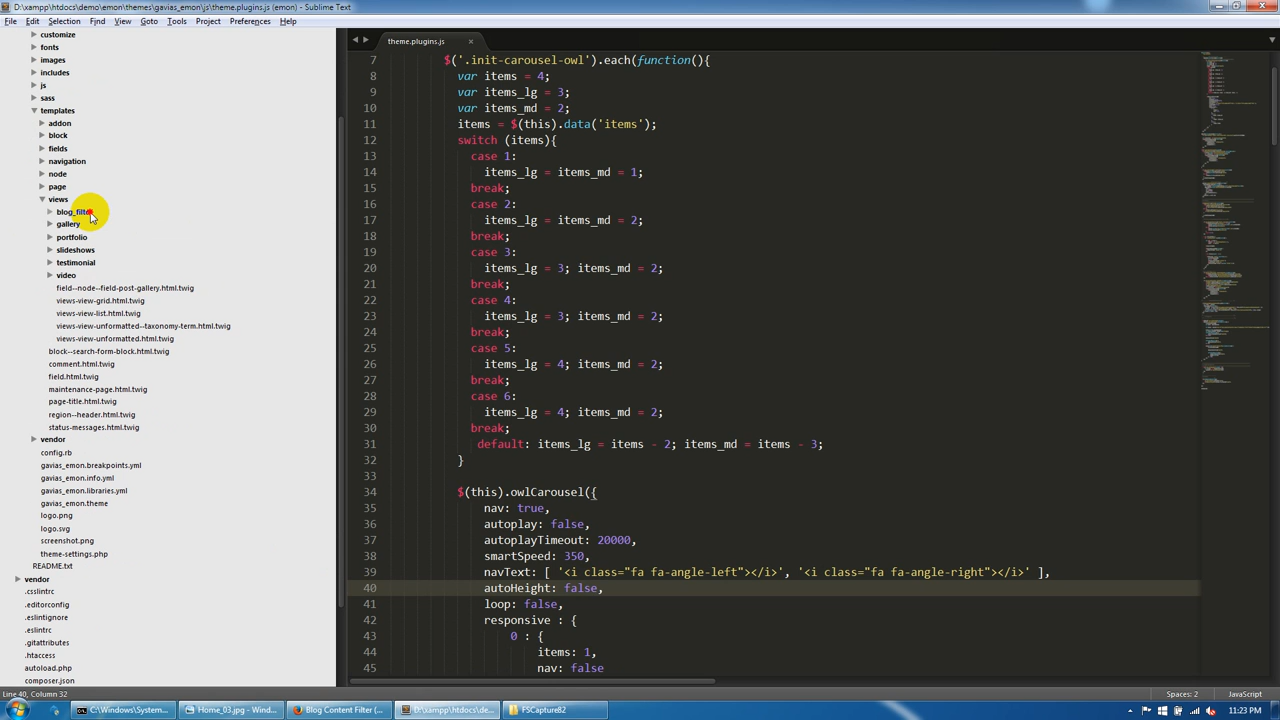 D:\xampp\htdocs\demo\emon\themes\gavias_emon\js\theme.plugins.js (emon) - Sublime Text
File Edit Selection Find View Goto Tools Project Preferences Help
customize
fonts
images
includes
js
sass
templates
addon
block
fields
navigation
node
page
views
blog_filter
gallery
portfolio
slideshows
testimonial
video
field--node--field-post-gallery.html.twig
views-view-grid.html.twig
views-view-list.html.twig
views-view-unformatted--taxonomy-term.html.twig
views-view-unformatted.html.twig
block--search-form-block.html.twig
comment.html.twig
field.html.twig
maintenance-page.html.twig
page-title.html.twig
region--header.html.twig
status-messages.html.twig
vendor
config.rb
gavias_emon.breakpoints.yml
gavias_emon.info.yml
gavias_emon.libraries.yml
gavias_emon.theme
logo.png
logo.svg
screenshot.png
theme-settings.php
README.txt
vendor
.csslintrc
.editorconfig
.eslintignore
.eslintrc
.gitattributes
.htaccess
autoload.php
composer.json
theme.plugins.js ×
7 $('.init-carousel-owl').each(function(){
8 var items = 4;
9 var items_lg = 3;
10 var items_md = 2;
11 items = $(this).data('items');
12 switch (items){
13 case 1:
14 items_lg = items_md = 1;
15 break;
16 case 2:
17 items_lg = items_md = 2;
18 break;
19 case 3:
20 items_lg = 3; items_md = 2;
21 break;
22 case 4:
23 items_lg = 3; items_md = 2;
24 break;
25 case 5:
26 items_lg = 4; items_md = 2;
27 break;
28 case 6:
29 items_lg = 4; items_md = 2;
30 break;
31 default: items_lg = items - 2; items_md = items - 3;
32 }
33
34 $(this).owlCarousel({
35 nav: true,
36 autoplay: false,
37 autoplayTimeout: 20000,
38 smartSpeed: 350,
39 navText: [ '<i class="fa fa-angle-left"></i>', '<i class="fa fa-angle-right"></i>' ],
40 autoHeight: false,
41 loop: false,
42 responsive : {
43 0 : {
44 items: 1,
45 nav: false
Line 40, Column 32
Spaces: 2 JavaScript
C:\Windows\System... Home_03.jpg - Wind... Blog Content Filter (... D:\xampp\htdocs\de... FSCapture82 11:23 PM